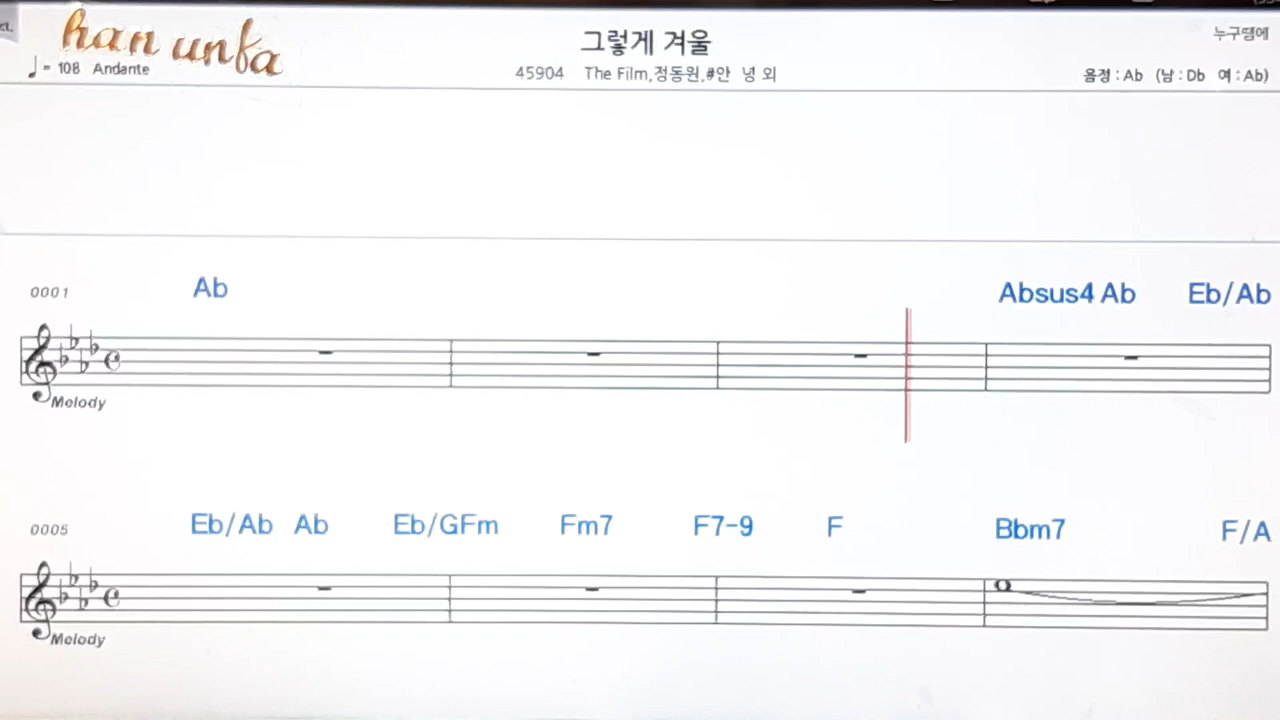 han unfa
그렇게 겨울
누구땜에
♩= 108 Andante
45904 The Film,정동원,#안 녕 외
음정 : Ab (남 : Db 여 : Ab)
0001 Ab Absus4 Ab Eb/Ab
Melody
0005 Eb/Ab Ab Eb/GFm Fm7 F7-9 F Bbm7 F/A
Melody